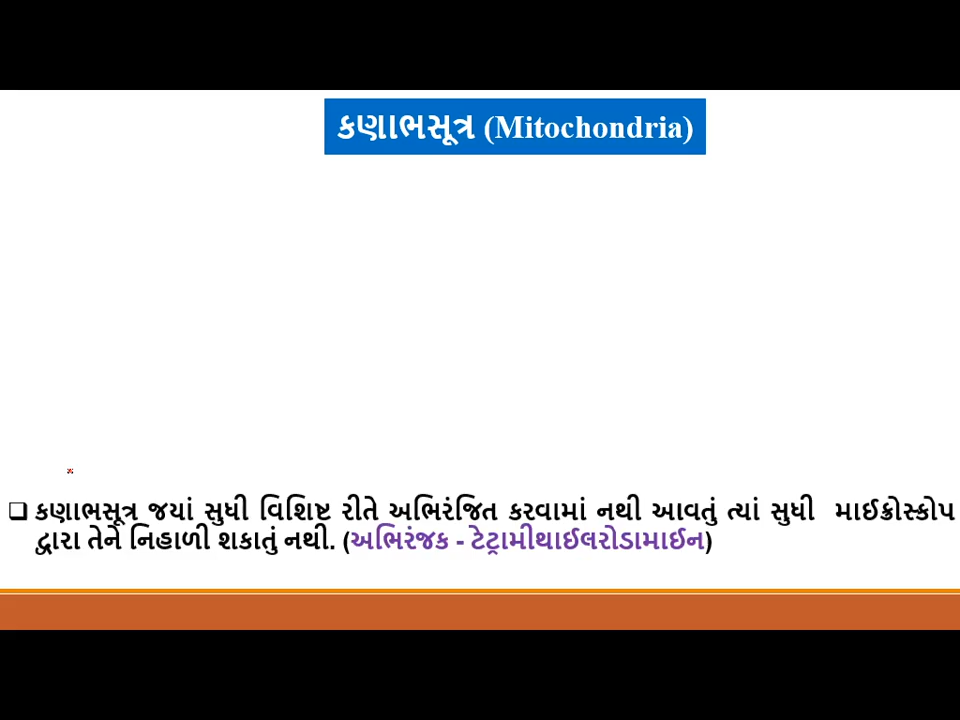 કણાભસૂત્ર (Mitochondria)
❑ કણાભસૂત્ર જયાં સુધી વિશિષ્ટ રીતે અભિરંજિત કરવામાં નથી આવતું ત્યાં સુધી માઈક્રોસ્કોપ
દ્વારા તેને નિહાળી શકાતું નથી. (અભિરંજક - ટેટ્રામીથાઈલરોડામાઈન)